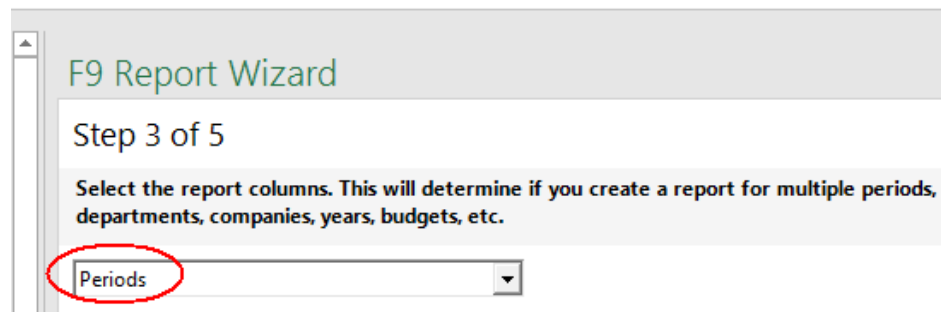 F9 Report Wizard
Step 3 of 5
Select the report columns. This will determine if you create a report for multiple periods,
departments, companies, years, budgets, etc.
Periods